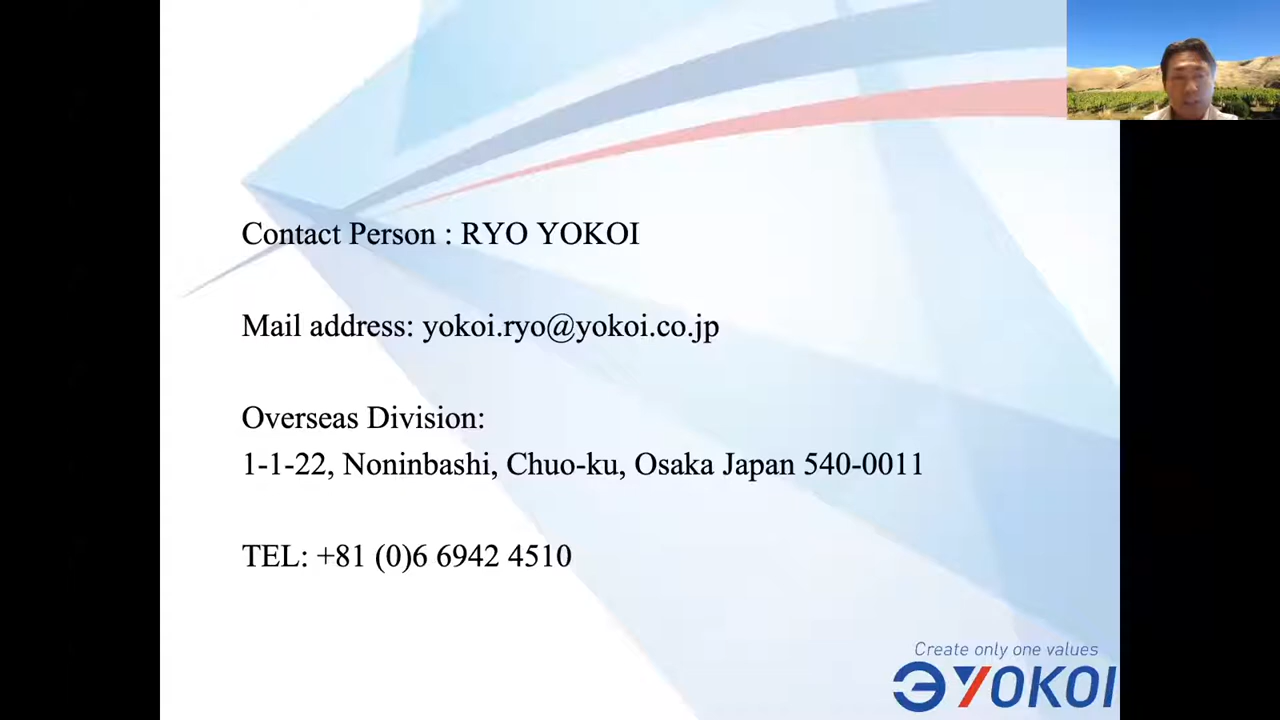 Contact Person : RYO YOKOI
Mail address: yokoi.ryo@yokoi.co.jp
Overseas Division:
1-1-22, Noninbashi, Chuo-ku, Osaka Japan 540-0011
TEL: +81 (0)6 6942 4510
Create only one values
YOKOI